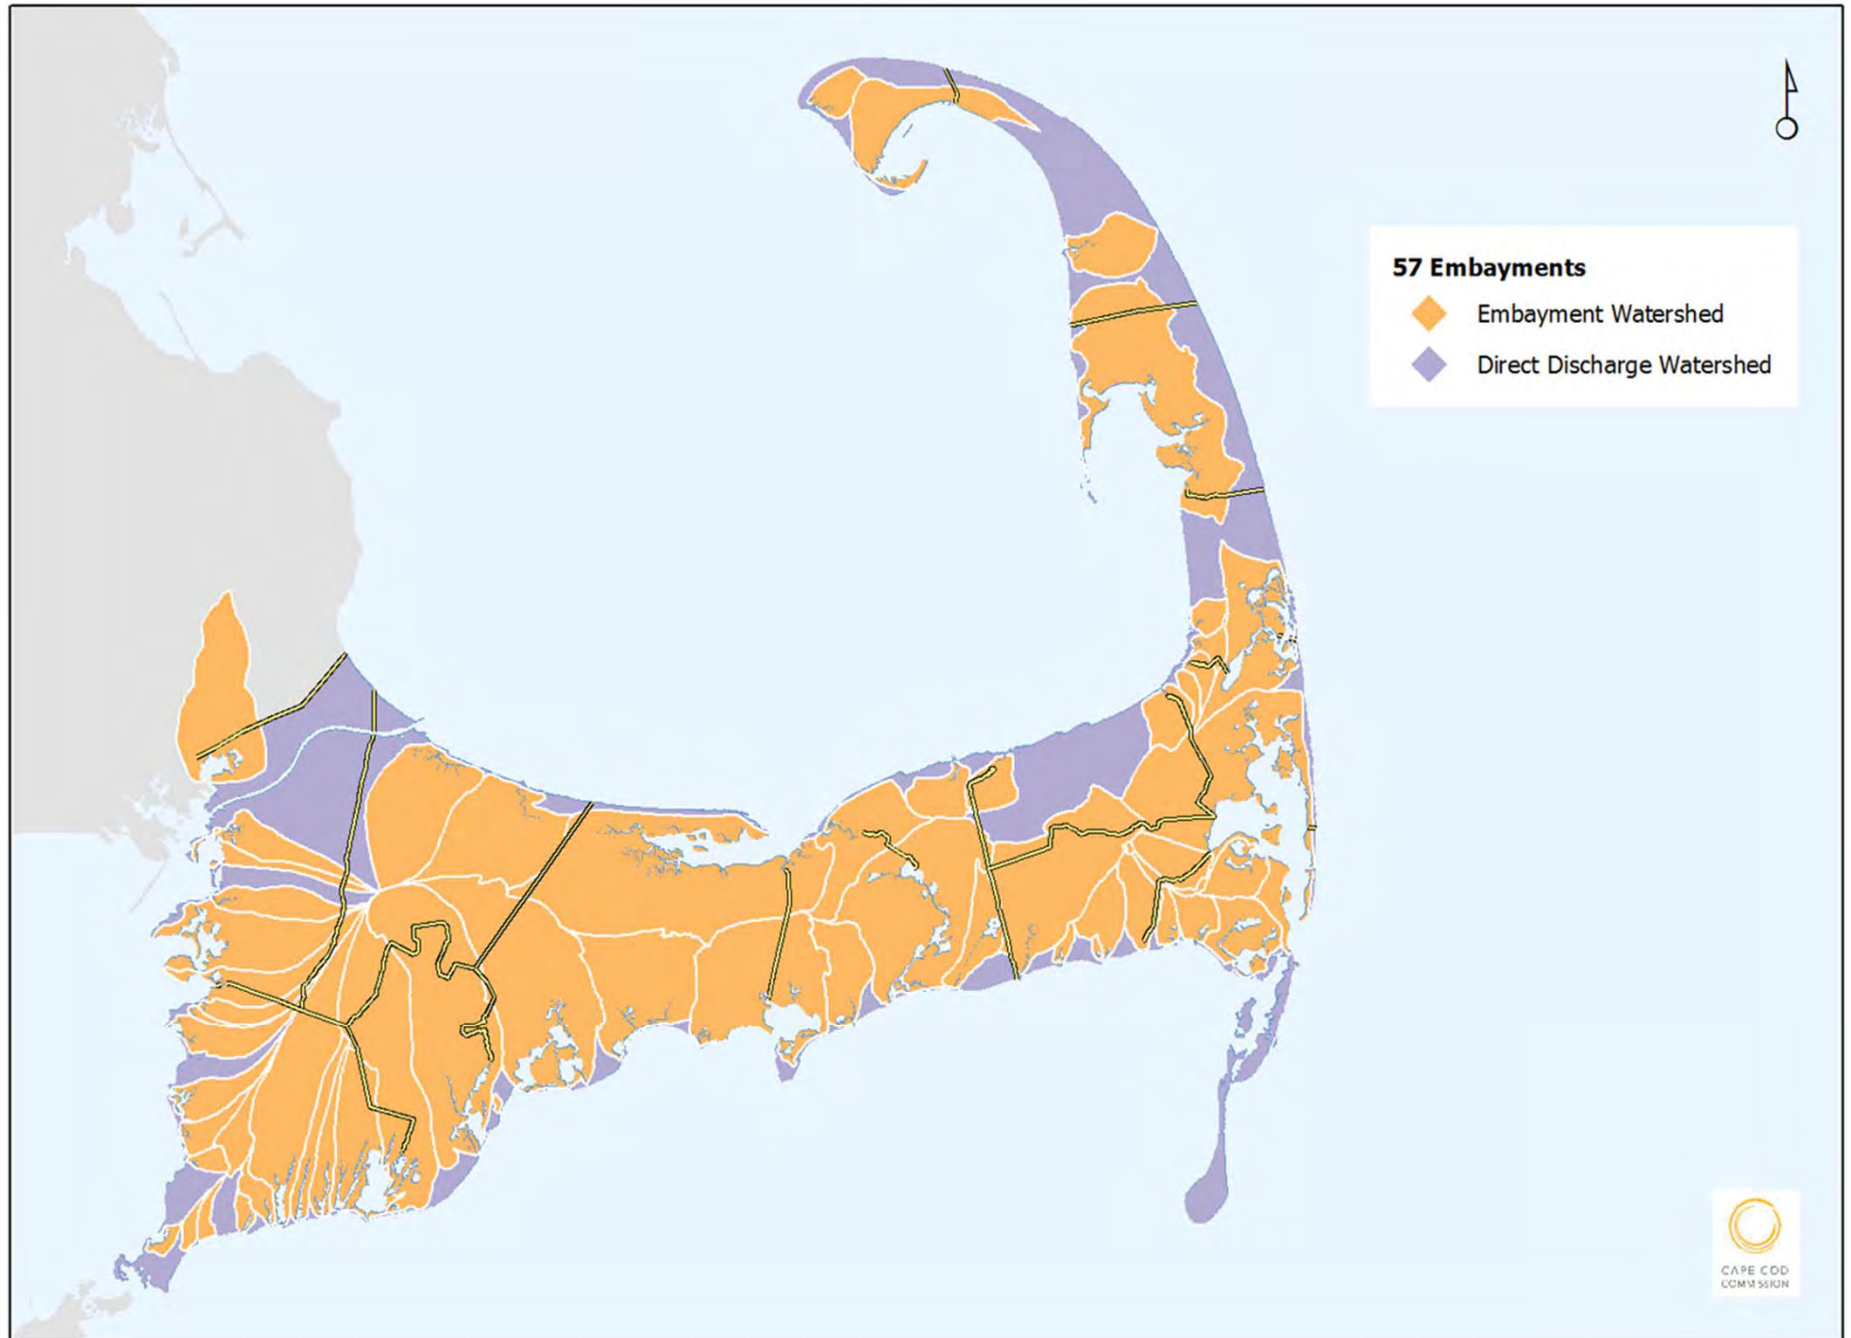 57 Embayments
Embayment Watershed
Direct Discharge Watershed
CAPE COD
COMMISSION